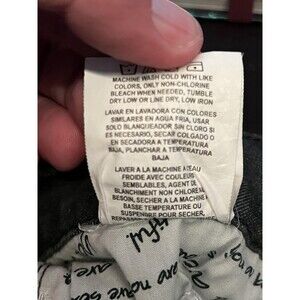 MACHINE WASH COLD WITH LIKE
COLORS, ONLY NON-CHLORINE
BLEACH WHEN NEEDED, TUMBLE
DRY LOW OR LINE DRY, LOW IRON
LAVAR EN LAVADORA CON COLORES
SIMILARES EN AGUA FRIA, USAR
SOLO BLANQUEADOR SIN CLORO SI
ES NECESARIO, SECAR COLGADO O
EN SECADORA A TEMPERATURA
BAJA, PLANCHAR A TEMPERATURA
BAJA
LAVER A LA MACHINE A L'EAU
FROIDE AVEC COULEURS
SEMBLABLES, AGENT DE
BLANCHIMENT NON CHLORE
BESOIN, SECHER A LA MACHINE
BASSE TEMPERATURE OU
SUSPENDRE POUR SECHER,